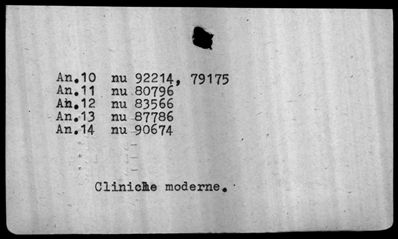 An.10 nu 92214, 79175
An.11 nu 80796
An.12 nu 83566
An.13 nu 87786
An.14 nu 90674
Cliniche moderne.